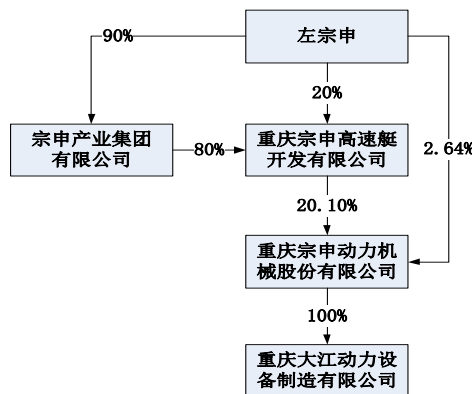 左宗申
90%
20%
宗申产业集团
有限公司
80%
重庆宗申高速艇
开发有限公司
2.64%
20.10%
重庆宗申动力机
械股份有限公司
100%
重庆大江动力设
备制造有限公司